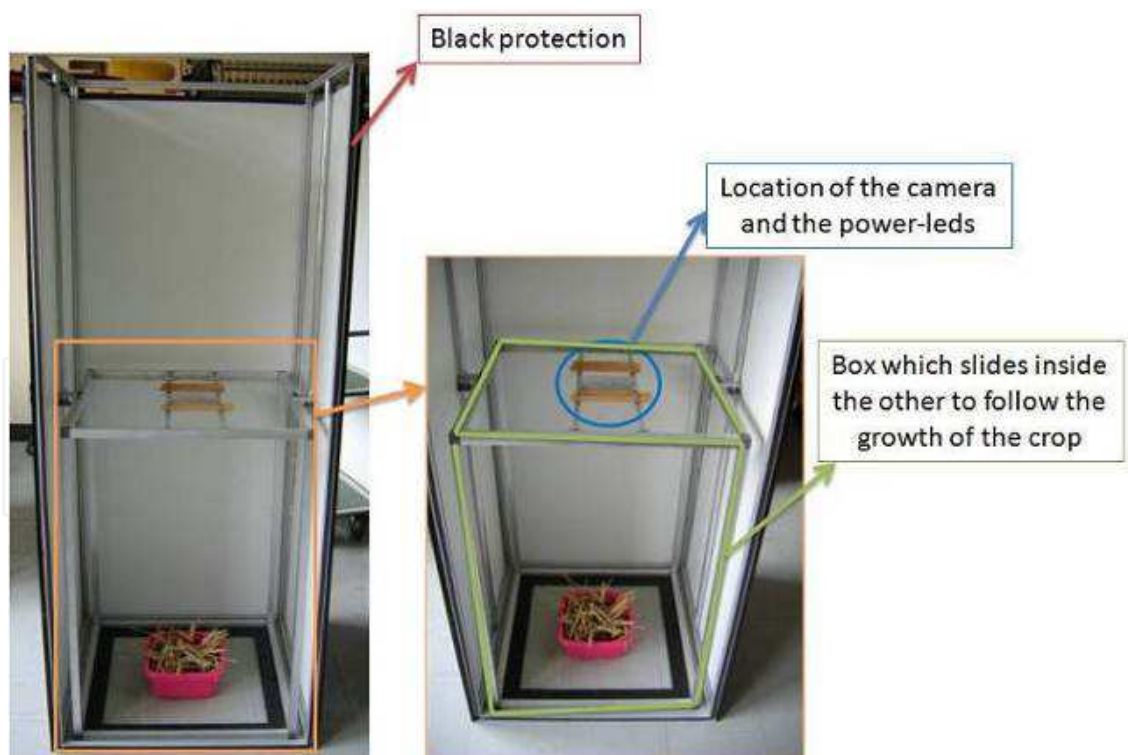 Black protection
Location of the camera
and the power-leds
Box which slides inside
the other to follow the
growth of the crop